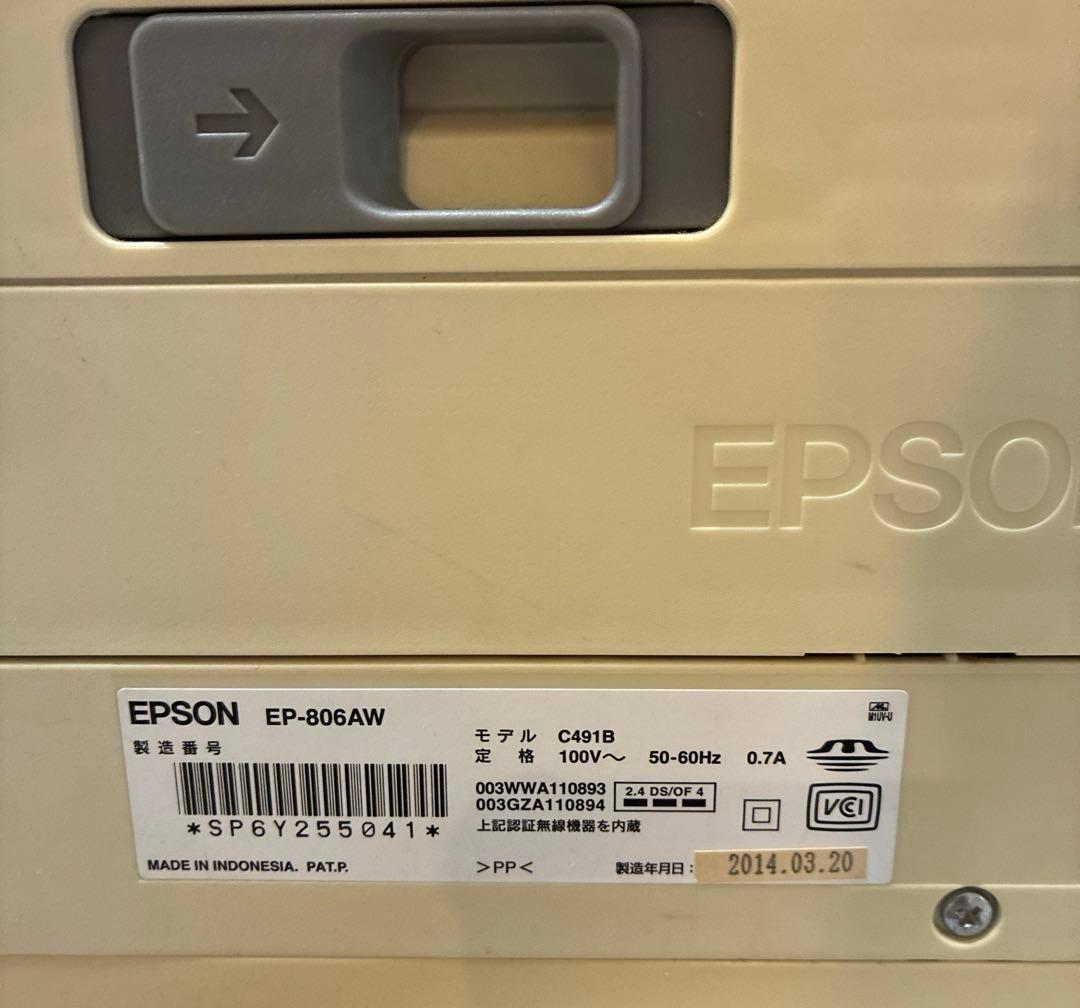 EPSON
EPSON EP-806AW
製造番号
*SP6Y255041*
MADE IN INDONESIA. PAT.P.
モデル C491B
定格 100V～ 50-60Hz 0.7A
003WWA110893
003GZA110894
2.4 DS/OF 4
上記認証無線機器を内蔵
>PP<
製造年月日: 2014.03.20
M1UV-U
VCCI